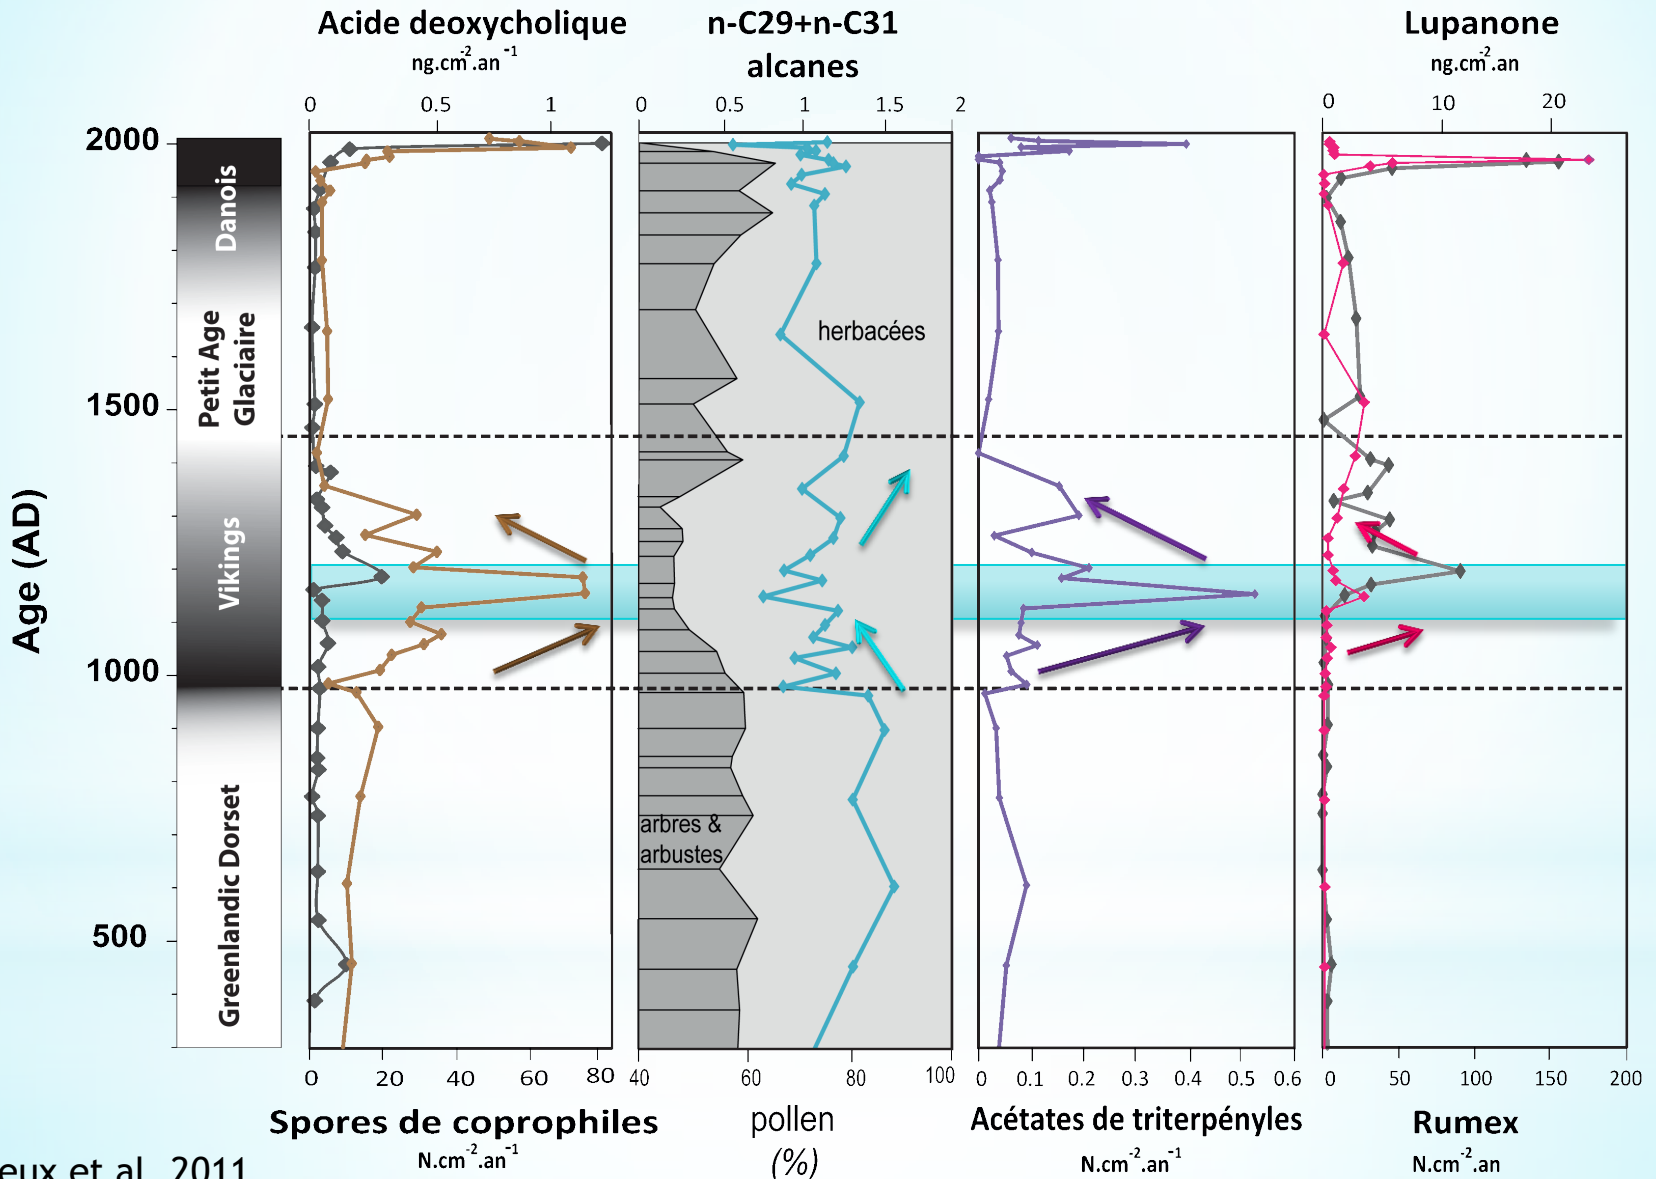 Acide deoxycholique
ng.cm⁻².an⁻¹
0 0.5 1
n-C29+n-C31
alcanes
0 0.5 1 1.5 2
Lupanone
ng.cm⁻².an
0 10 20
Age (AD)
2000
1500
1000
500
Danois
Petit Age
Glaciaire
Vikings
Greenlandic Dorset
herbacées
arbres &
arbustes
0 20 40 60 80
Spores de coprophiles
N.cm⁻².an⁻¹
40 60 80 100
pollen
(%)
0 0.1 0.2 0.3 0.4 0.5 0.6
Acétates de triterpényles
N.cm⁻².an⁻¹
0 50 100 150 200
Rumex
N.cm⁻².an
eux et al. 2011